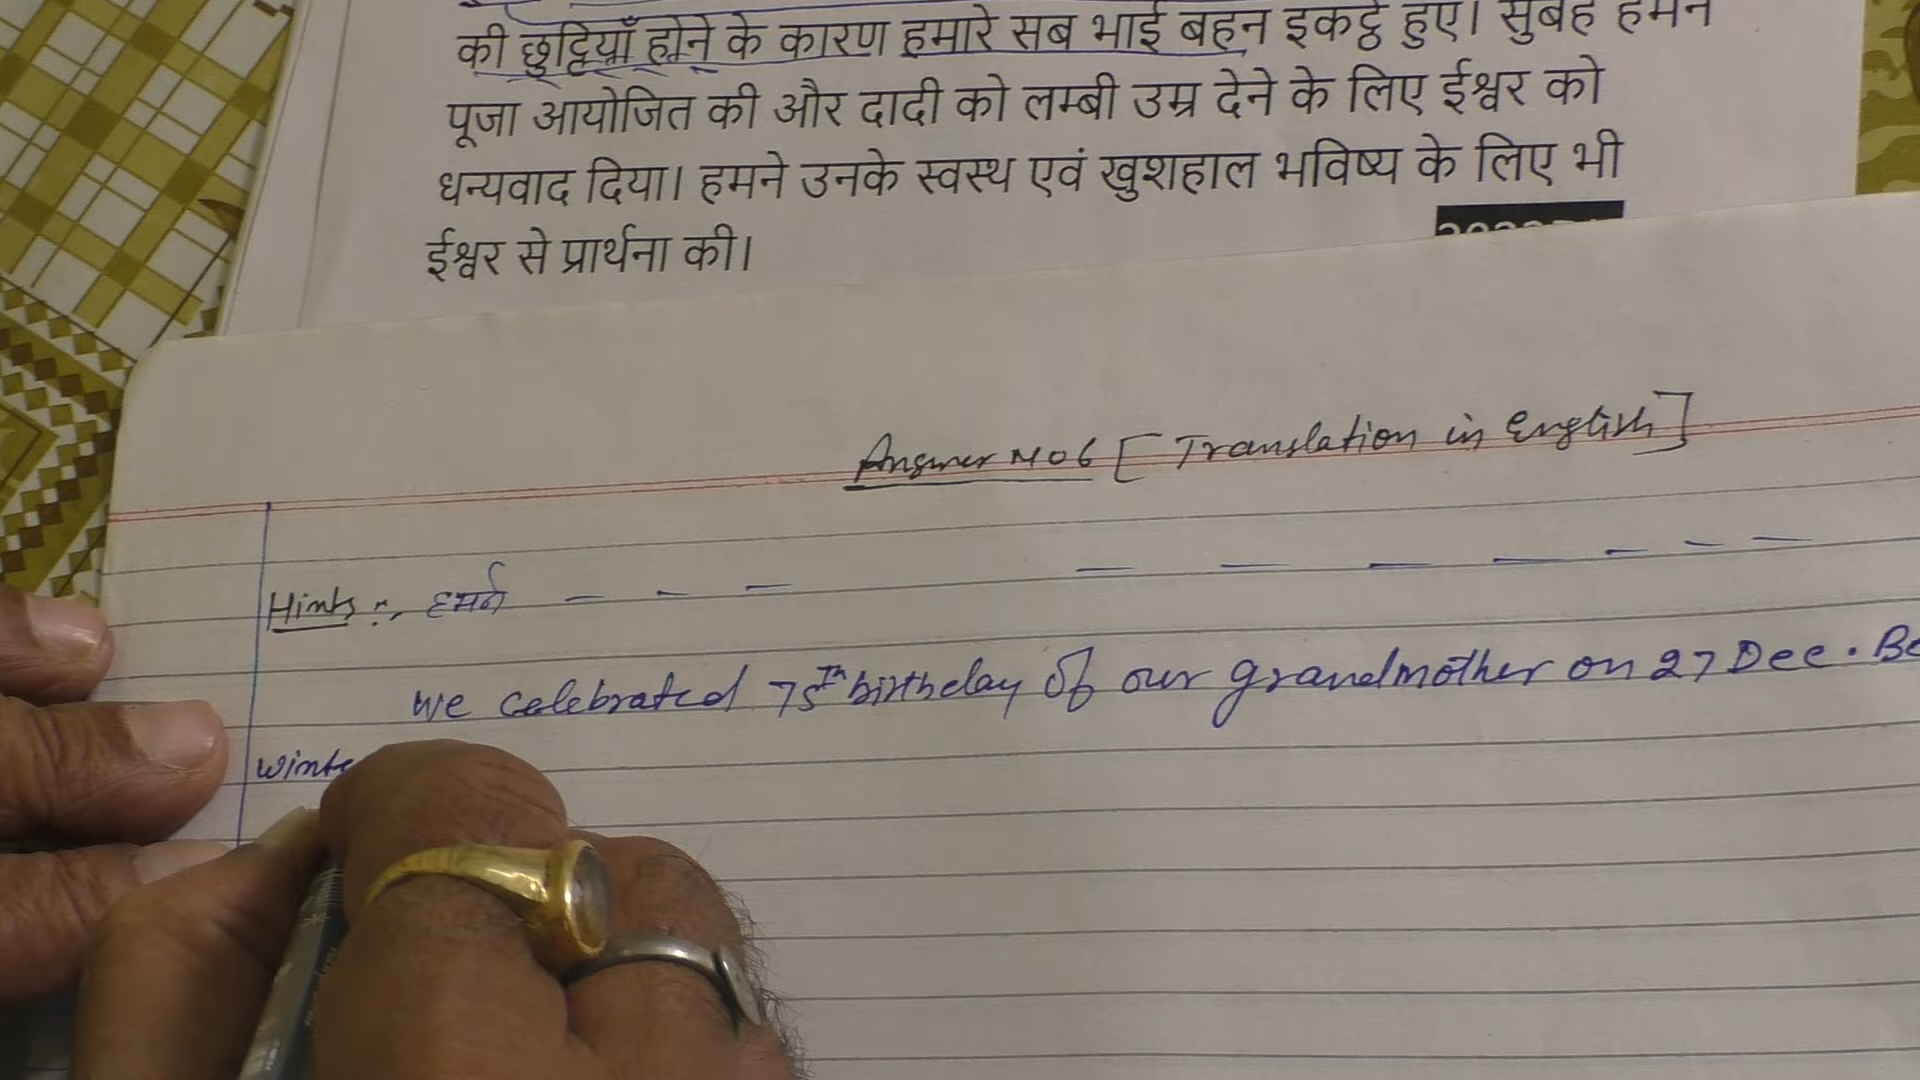 की छुट्टियाँ होने के कारण हमारे सब भाई बहन इकट्ठे हुए। सुबह हमने
पूजा आयोजित की और दादी को लम्बी उम्र देने के लिए ईश्वर को
धन्यवाद दिया। हमने उनके स्वस्थ एवं खुशहाल भविष्य के लिए भी
ईश्वर से प्रार्थना की।
Answer No 6 [Translation in English]
Hints :- हमने — — — — — — — — — —
We celebrated 75th birthday of our grandmother on 27 Dec. Be
winte